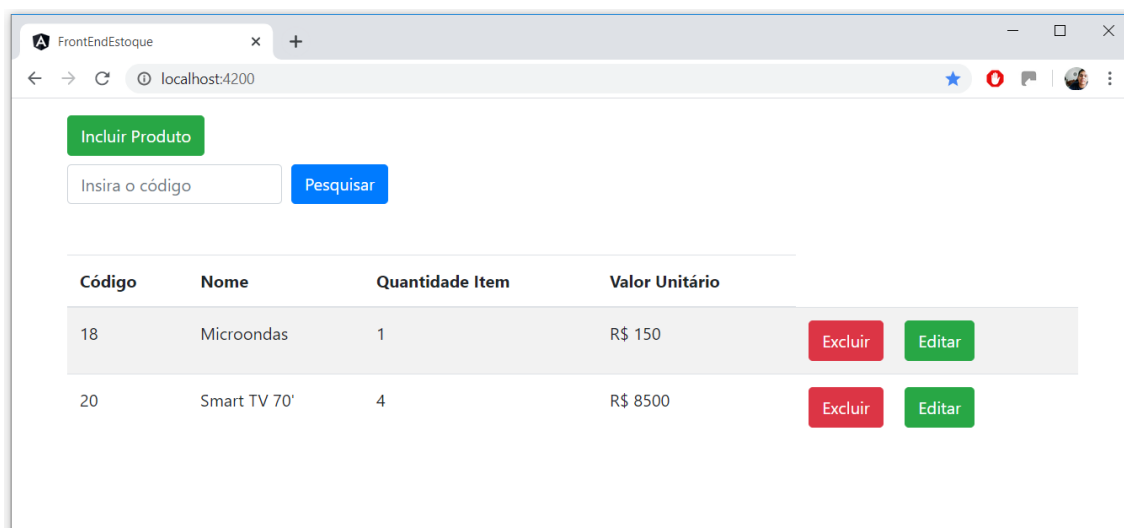 FrontEndEstoque
localhost:4200
Incluir Produto
Insira o código Pesquisar
Código Nome Quantidade Item Valor Unitário
18 Microondas 1 R$ 150 Excluir Editar
20 Smart TV 70' 4 R$ 8500 Excluir Editar